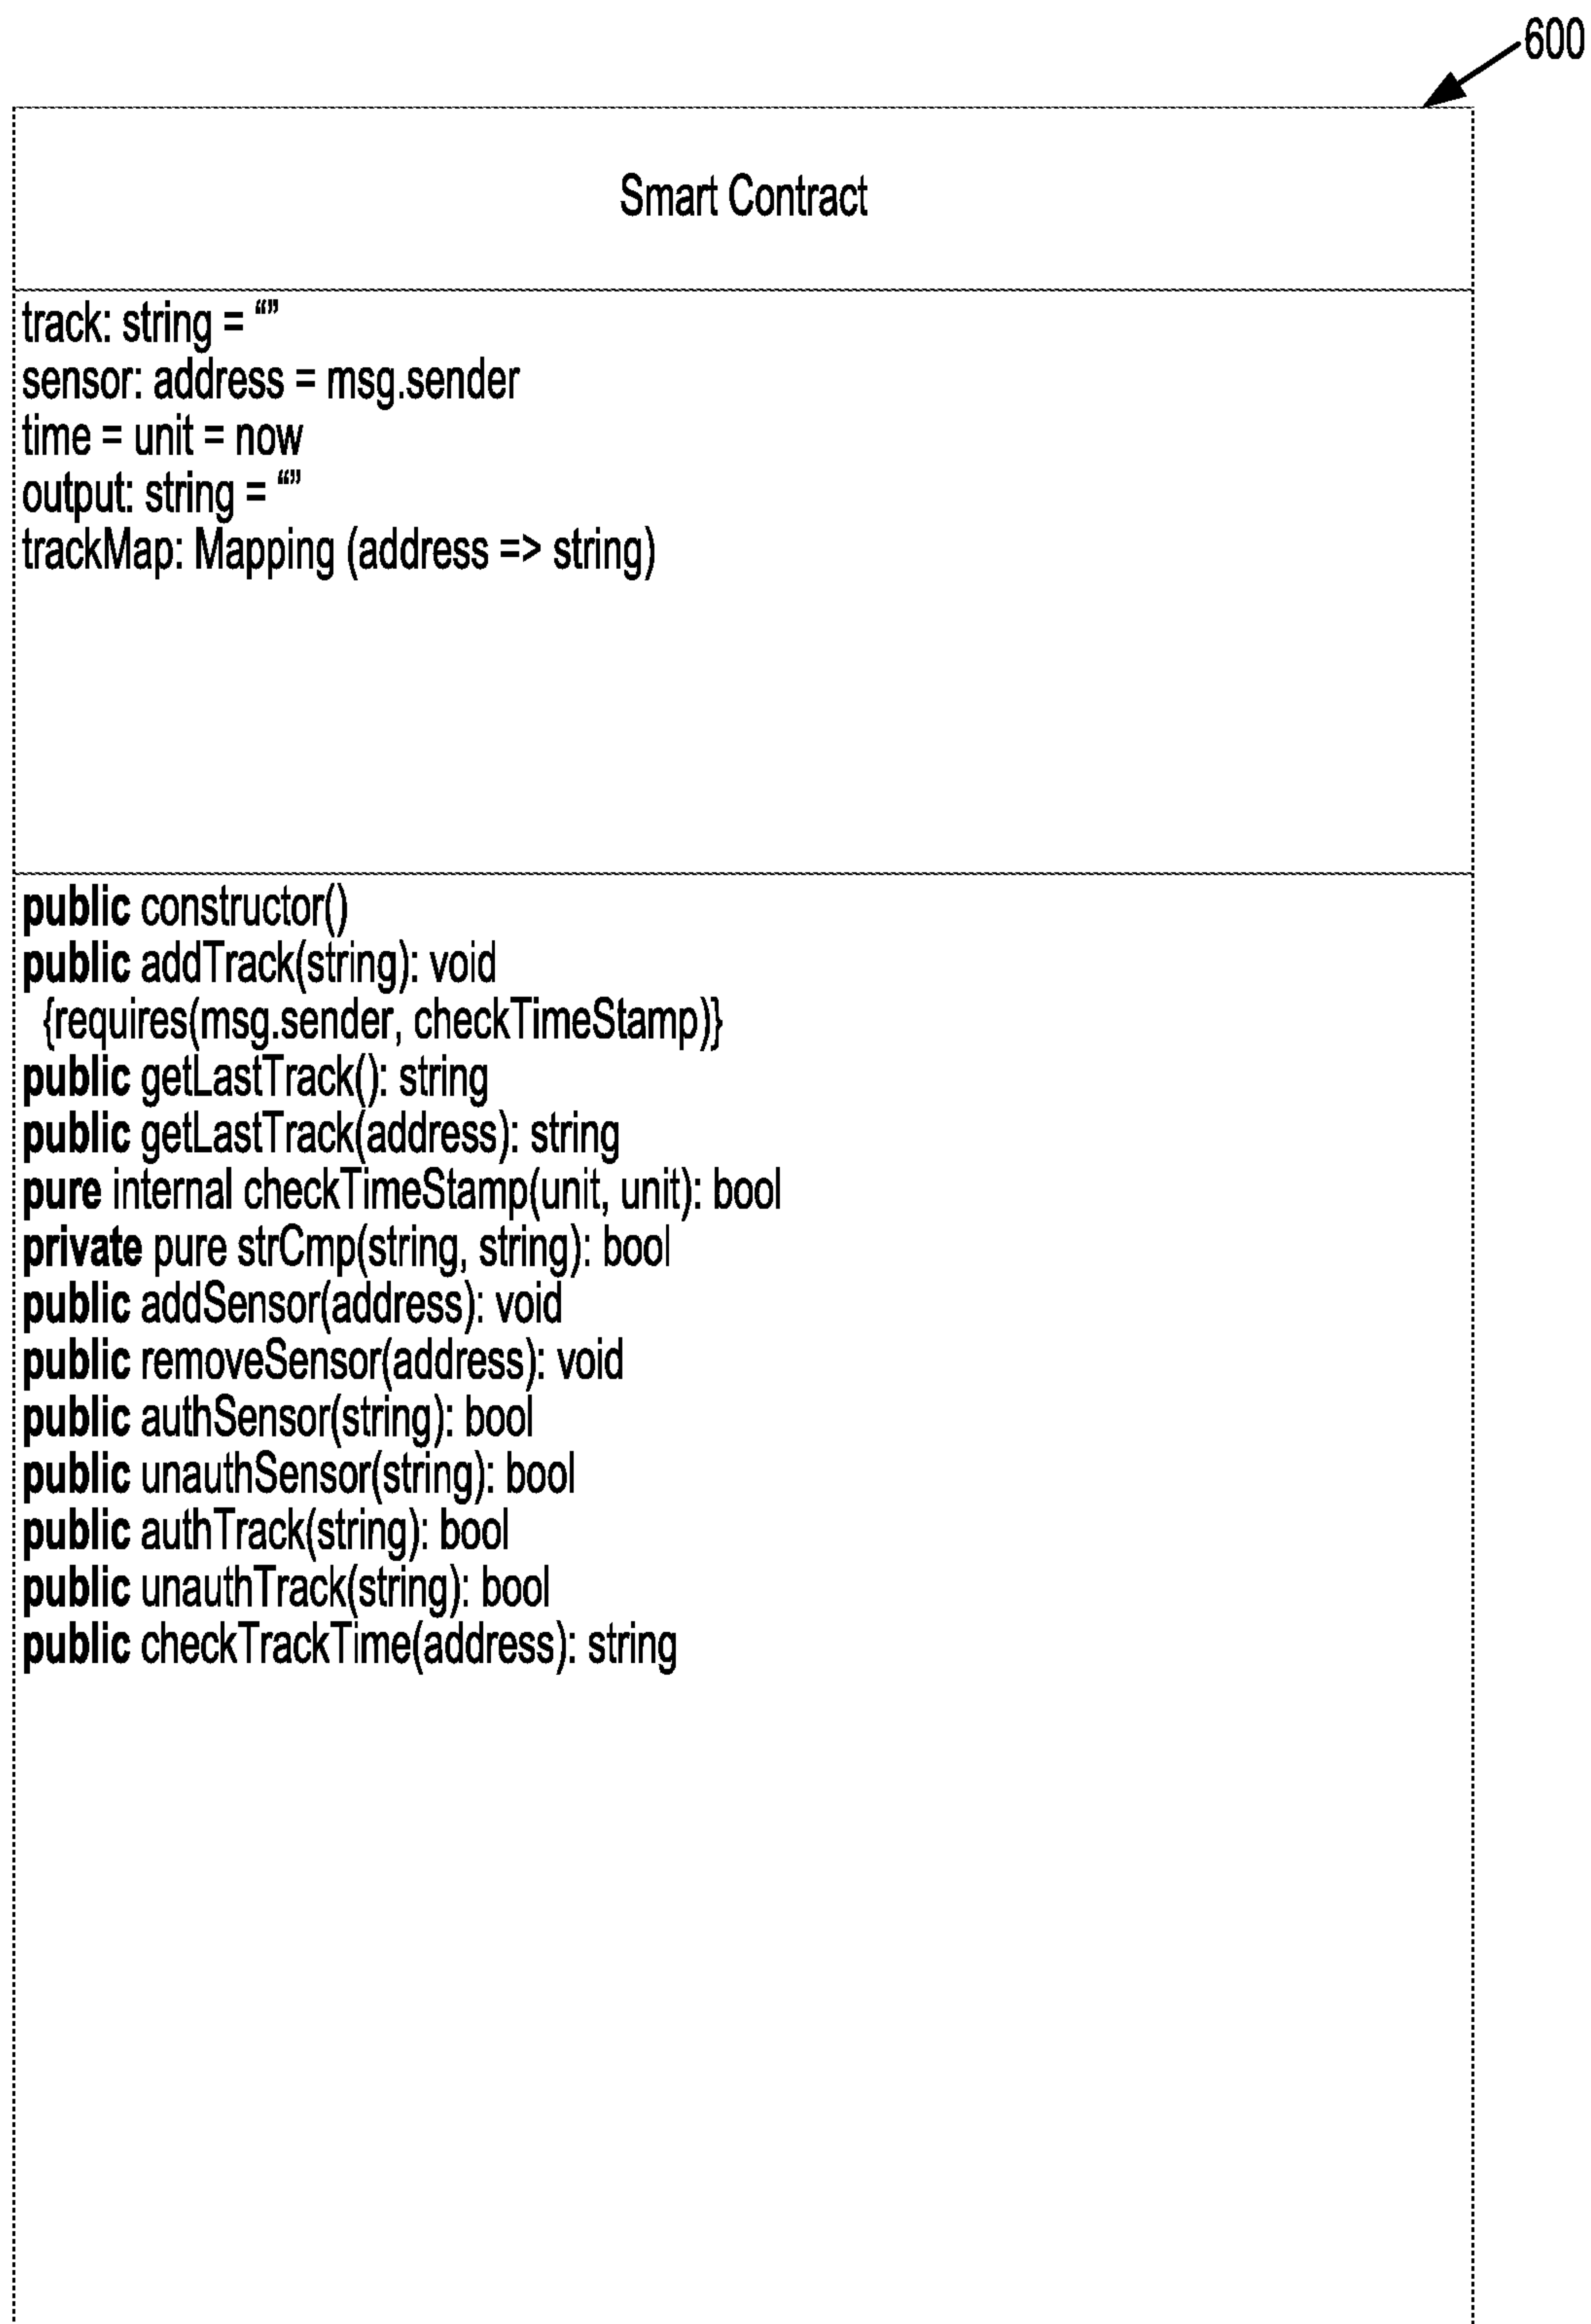 600
Smart Contract
track: string = “”
sensor: address = msg.sender
time = unit = now
output: string = “”
trackMap: Mapping (address => string)
public constructor()
public addTrack(string): void
{requires(msg.sender, checkTimeStamp)}
public getLastTrack(): string
public getLastTrack(address): string
pure internal checkTimeStamp(unit, unit): bool
private pure strCmp(string, string): bool
public addSensor(address): void
public removeSensor(address): void
public authSensor(string): bool
public unauthSensor(string): bool
public authTrack(string): bool
public unauthTrack(string): bool
public checkTrackTime(address): string